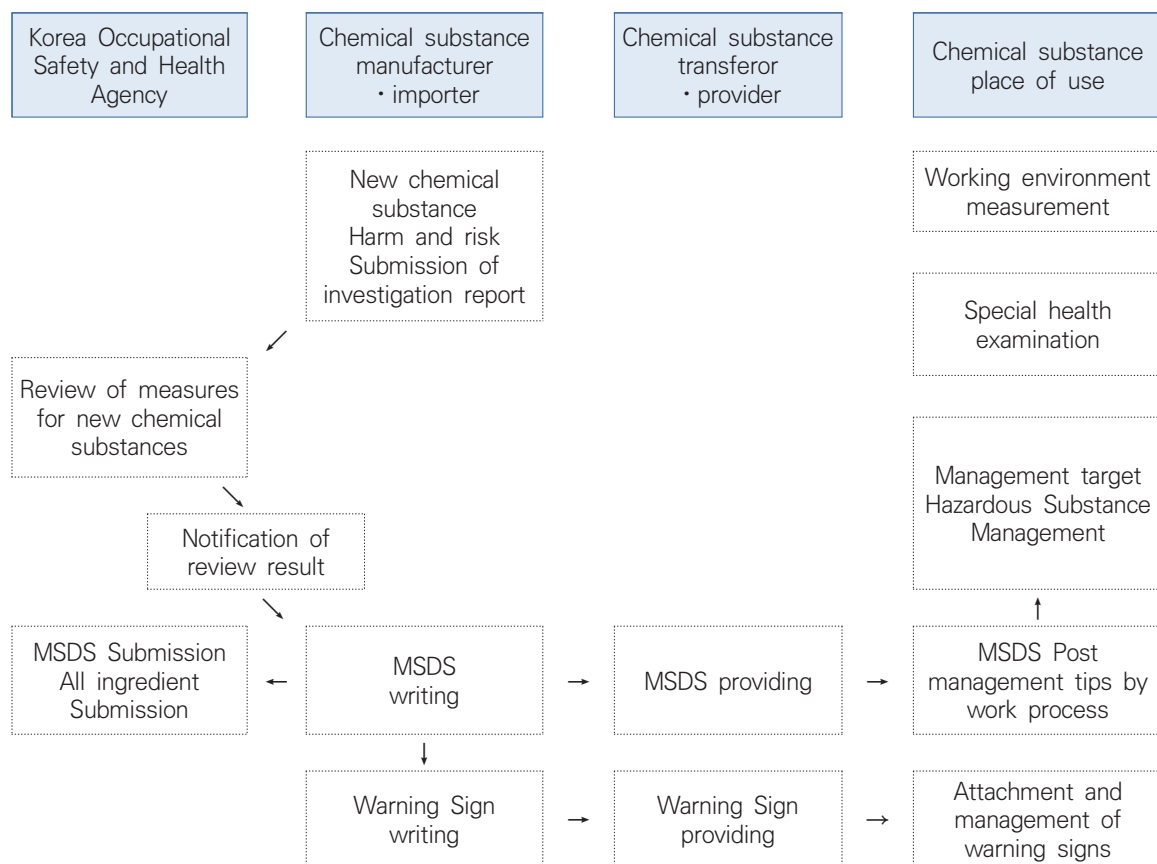 Korea Occupational
Safety and Health
Agency
Chemical substance
manufacturer
・importer
Chemical substance
transferor
・provider
Chemical substance
place of use
New chemical
substance
Harm and risk
Submission of
investigation report
Working environment
measurement
Special health
examination
Review of measures
for new chemical
substances
Management target
Hazardous Substance
Management
Notification of
review result
MSDS Submission
All ingredient
Submission
MSDS
writing
MSDS providing
MSDS Post
management tips by
work process
Warning Sign
writing
Warning Sign
providing
Attachment and
management of
warning signs